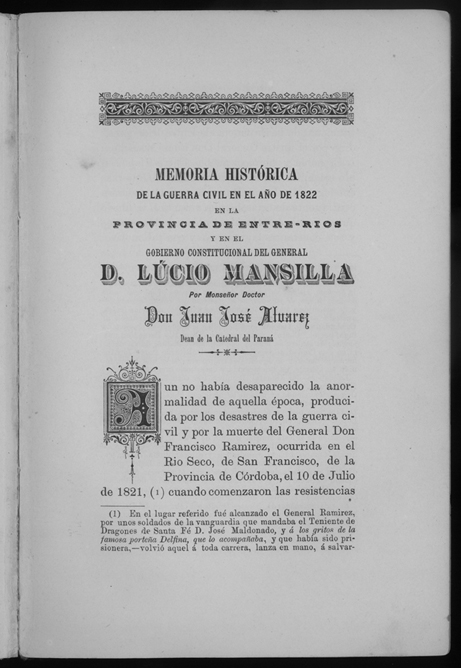 MEMORIA HISTÓRICA
DE LA GUERRA CIVIL EN EL AÑO DE 1822
EN LA
PROVINCIA DE ENTRE-RIOS
Y EN EL
GOBIERNO CONSTITUCIONAL DEL GENERAL
D. LÚCIO MANSILLA
Por Monseñor Doctor
Don Juan José Alvarez
Dean de la Catedral del Paraná
Aun no había desaparecido la anor-
malidad de aquella época, produci-
da por los desastres de la guerra ci-
vil y por la muerte del General Don
Francisco Ramirez, ocurrida en el
Rio Seco, de San Francisco, de la
Provincia de Córdoba, el 10 de Julio
de 1821, (1) cuando comenzaron las resistencias
(1) En el lugar referido fué alcanzado el General Ramirez,
por unos soldados de la vanguardia que mandaba el Teniente de
Dragones de Santa Fé D. José Maldonado, y á los gritos de la
famosa porteña Delfina, que lo acompañaba, y que había sido pri-
sionera,—volvió aquel á toda carrera, lanza en mano, á salvar-